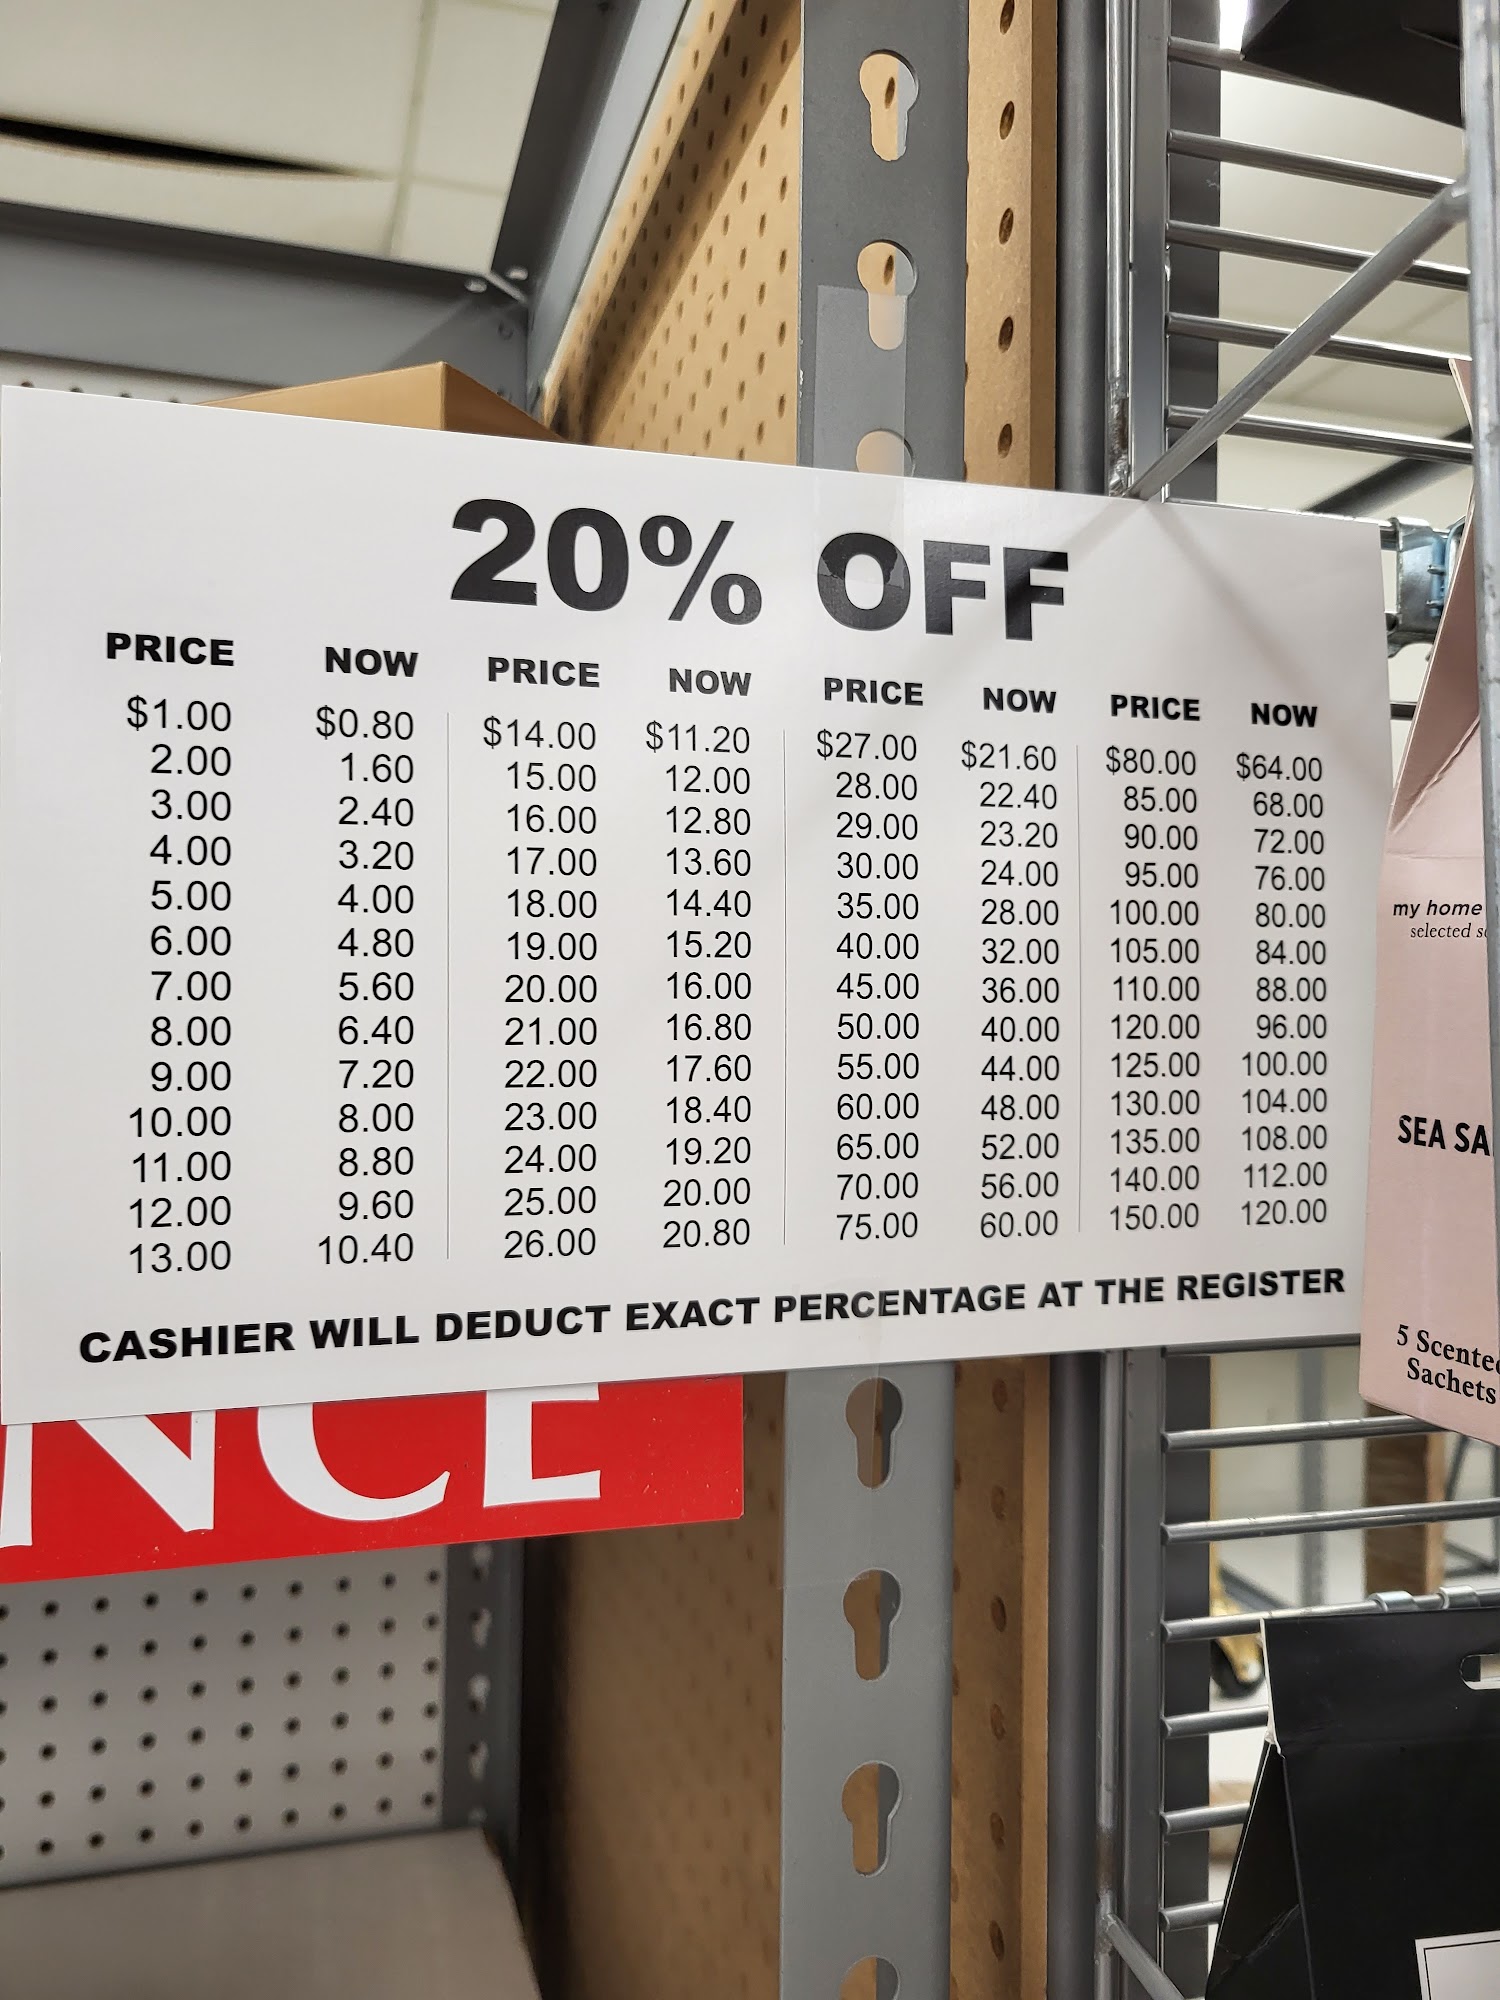 20% OFF
PRICE NOW PRICE NOW PRICE NOW PRICE NOW
$1.00 $0.80 $14.00 $11.20 $27.00 $21.60 $80.00 $64.00
2.00 1.60 15.00 12.00 28.00 22.40 85.00 68.00
3.00 2.40 16.00 12.80 29.00 23.20 90.00 72.00
4.00 3.20 17.00 13.60 30.00 24.00 95.00 76.00
5.00 4.00 18.00 14.40 35.00 28.00 100.00 80.00
6.00 4.80 19.00 15.20 40.00 32.00 105.00 84.00
7.00 5.60 20.00 16.00 45.00 36.00 110.00 88.00
8.00 6.40 21.00 16.80 50.00 40.00 120.00 96.00
9.00 7.20 22.00 17.60 55.00 44.00 125.00 100.00
10.00 8.00 23.00 18.40 60.00 48.00 130.00 104.00
11.00 8.80 24.00 19.20 65.00 52.00 135.00 108.00
12.00 9.60 25.00 20.00 70.00 56.00 140.00 112.00
13.00 10.40 26.00 20.80 75.00 60.00 150.00 120.00
CASHIER WILL DEDUCT EXACT PERCENTAGE AT THE REGISTER
NCE
my home
selected
SEA
5 Scented
Sachets